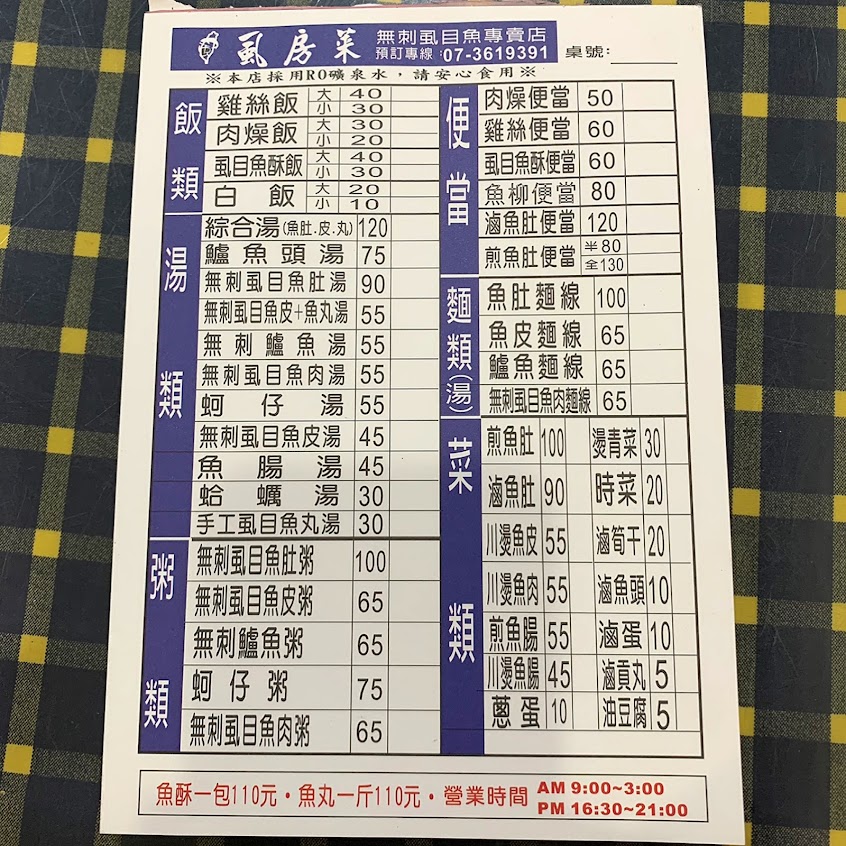 虱房菜 無刺虱目魚專賣店
預訂專線 07-3619391 桌號:
※本店採用RO礦泉水，請安心食用※
飯類
雞絲飯 大 40
小 30
肉燥飯 大 30
小 20
虱目魚酥飯 大 40
小 30
白飯 大 20
小 10
湯類
綜合湯(魚肚.皮.丸) 120
鱸魚頭湯 75
無刺虱目魚肚湯 90
無刺虱目魚皮+魚丸湯 55
無刺鱸魚湯 55
無刺虱目魚肉湯 55
蚵仔湯 55
無刺虱目魚皮湯 45
魚腸湯 45
蛤蠣湯 30
手工虱目魚丸湯 30
粥類
無刺虱目魚肚粥 100
無刺虱目魚皮粥 65
無刺鱸魚粥 65
蚵仔粥 75
無刺虱目魚肉粥 65
便當
肉燥便當 50
雞絲便當 60
虱目魚酥便當 60
魚柳便當 80
滷魚肚便當 120
煎魚肚便當 半80
全130
麵類(湯)
魚肚麵線 100
魚皮麵線 65
鱸魚麵線 65
無刺虱目魚肉麵線 65
菜類
煎魚肚 100 燙青菜 30
滷魚肚 90 時菜 20
川燙魚皮 55 滷筍干 20
川燙魚肉 55 滷魚頭 10
煎魚腸 55 滷蛋 10
川燙魚腸 45 滷貢丸 5
蔥蛋 10 油豆腐 5
魚酥一包110元・魚丸一斤110元・營業時間 AM 9:00~3:00
PM 16:30~21:00